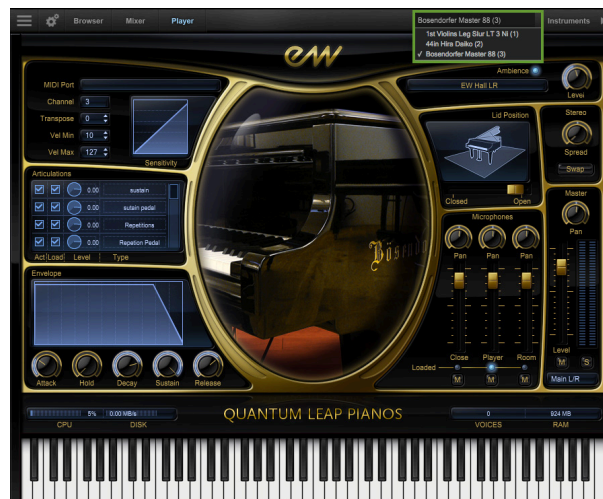 Browser Mixer Player Bosendorfer Master 88 (3) Instruments
1st Violins Leg Slur LT 3 Ni (1)
44in Hira Daiko (2)
✓ Bosendorfer Master 88 (3)
EW
Ambience
MIDI Port
EW Hall LR
Level
Channel 3
Transpose 0
Vel Min 10
Vel Max 127
Sensitivity
Lid Position
Closed Open
Stereo
Spread
Swap
Articulations
0.00 sustain
0.00 sutain pedal
0.00 Repetitions
0.00 Repation Pedal
Act Load Level Type
Bösendo
Microphones
Pan Pan Pan
Master
Pan
Envelope
Attack Hold Decay Sustain Release
Close Player Room
Loaded
M M M
Level
M S
Main L/R
5% 0.00 MB/s
CPU DISK
QUANTUM LEAP PIANOS
0 924 MB
VOICES RAM